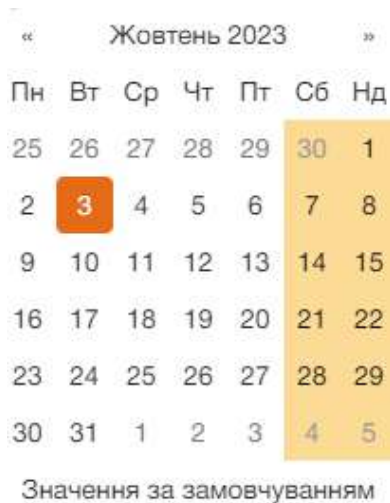 « Жовтень 2023 »
Пн Вт Ср Чт Пт Сб Нд
25 26 27 28 29 30 1
2 3 4 5 6 7 8
9 10 11 12 13 14 15
16 17 18 19 20 21 22
23 24 25 26 27 28 29
30 31 1 2 3 4 5
Значення за замовчуванням